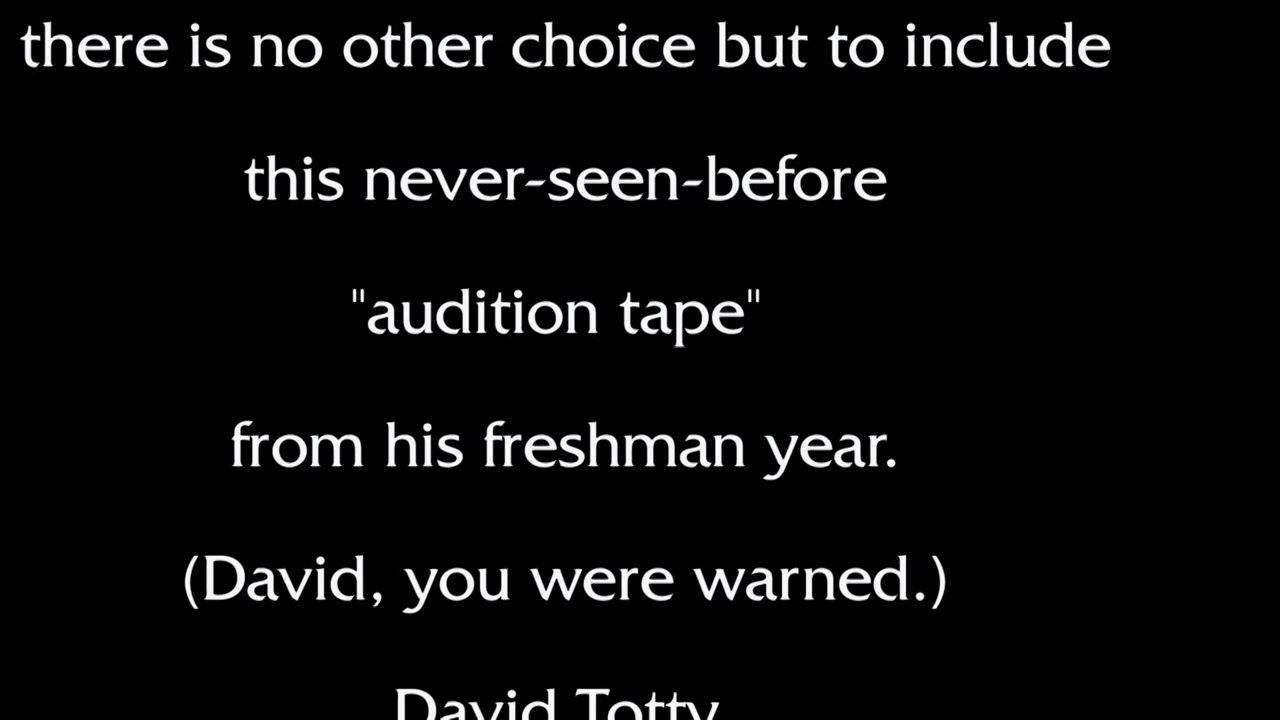 there is no other choice but to include
this never-seen-before
"audition tape"
from his freshman year.
(David, you were warned.)
David Totty